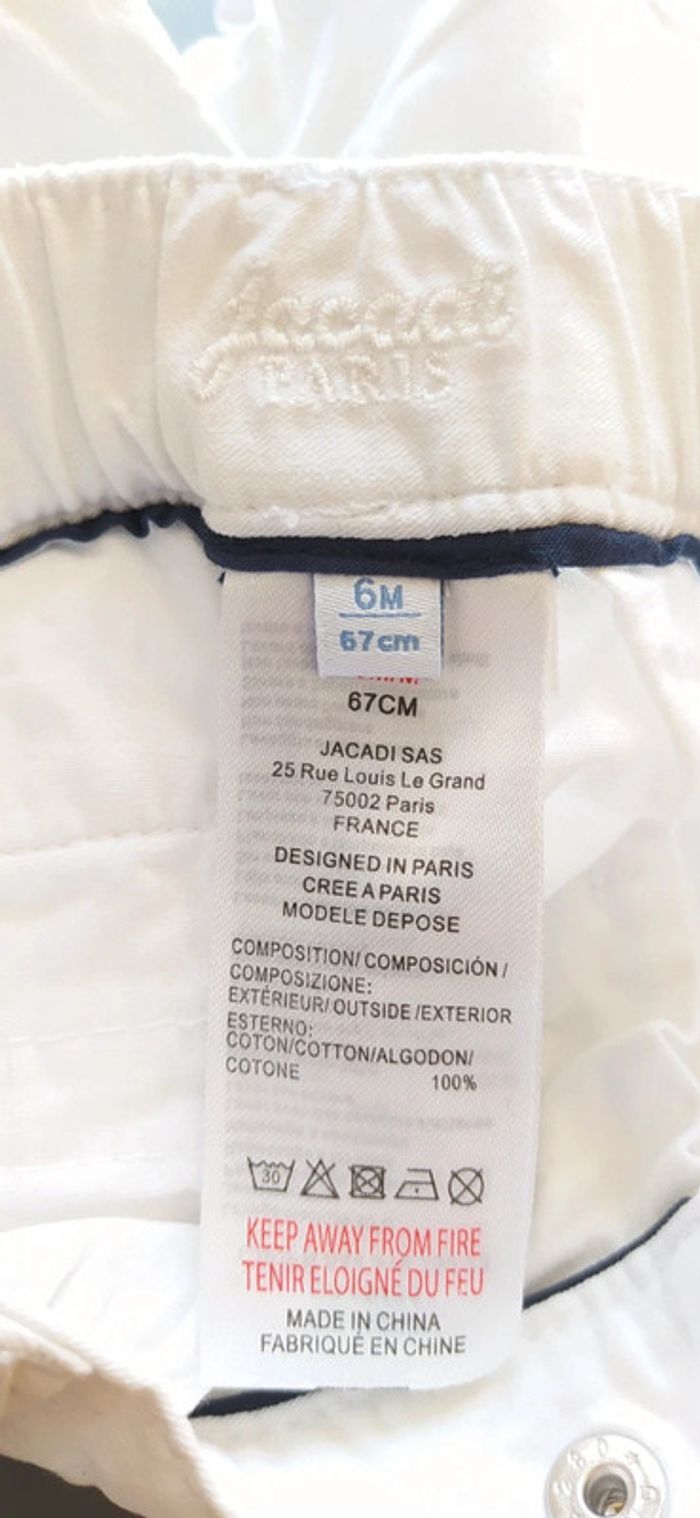 Jacadi
PARIS
6M
67cm
67CM
JACADI SAS
25 Rue Louis Le Grand
75002 Paris
FRANCE
DESIGNED IN PARIS
CREE A PARIS
MODELE DEPOSE
COMPOSITION/ COMPOSICIÓN /
COMPOSIZIONE:
EXTÉRIEUR/ OUTSIDE /EXTERIOR
ESTERNO:
COTON/COTTON/ALGODON/
COTONE 100%
30
KEEP AWAY FROM FIRE
TENIR ELOIGNÉ DU FEU
MADE IN CHINA
FABRIQUÉ EN CHINE